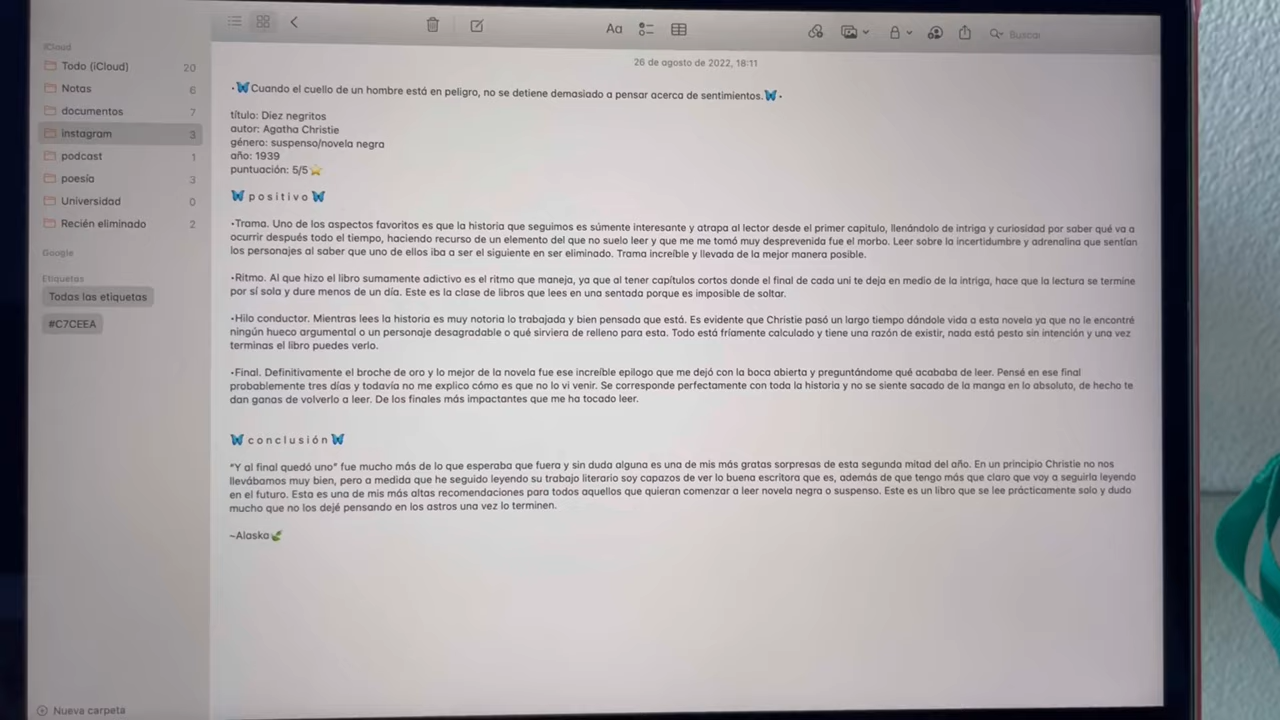 iCloud
Todo (iCloud) 20
Notas 6
documentos 7
instagram 3
podcast 1
poesía 3
Universidad 0
Recién eliminado 2
Google
Etiquetas
Todas las etiquetas
#C7CEEA
Nueva carpeta
Aa
Buscar
26 de agosto de 2022, 18:11
·🦋Cuando el cuello de un hombre está en peligro, no se detiene demasiado a pensar acerca de sentimientos.🦋·
título: Diez negritos
autor: Agatha Christie
género: suspenso/novela negra
año: 1939
puntuación: 5/5⭐
🦋 p o s i t i v o 🦋
·Trama. Uno de los aspectos favoritos es que la historia que seguimos es súmente interesante y atrapa al lector desde el primer capitulo, llenándolo de intriga y curiosidad por saber qué va a
ocurrir después todo el tiempo, haciendo recurso de un elemento del que no suelo leer y que me me tomó muy desprevenida fue el morbo. Leer sobre la incertidumbre y adrenalina que sentían
los personajes al saber que uno de ellos iba a ser el siguiente en ser eliminado. Trama increíble y llevada de la mejor manera posible.
·Ritmo. Al que hizo el libro sumamente adictivo es el ritmo que maneja, ya que al tener capítulos cortos donde el final de cada uni te deja en medio de la intriga, hace que la lectura se termine
por sí sola y dure menos de un día. Este es la clase de libros que lees en una sentada porque es imposible de soltar.
·Hilo conductor. Mientras lees la historia es muy notoria lo trabajada y bien pensada que está. Es evidente que Christie pasó un largo tiempo dándole vida a esta novela ya que no le encontré
ningún hueco argumental o un personaje desagradable o qué sirviera de relleno para esta. Todo está fríamente calculado y tiene una razón de existir, nada está pesto sin intención y una vez
terminas el libro puedes verlo.
·Final. Definitivamente el broche de oro y lo mejor de la novela fue ese increíble epilogo que me dejó con la boca abierta y preguntándome qué acababa de leer. Pensé en ese final
probablemente tres días y todavía no me explico cómo es que no lo vi venir. Se corresponde perfectamente con toda la historia y no se siente sacado de la manga en lo absoluto, de hecho te
dan ganas de volverlo a leer. De los finales más impactantes que me ha tocado leer.
🦋 c o n c l u s i ó n 🦋
"Y al final quedó uno" fue mucho más de lo que esperaba que fuera y sin duda alguna es una de mis más gratas sorpresas de esta segunda mitad del año. En un principio Christie no nos
llevábamos muy bien, pero a medida que he seguido leyendo su trabajo literario soy capaz de ver lo buena escritora que es, además de que tengo más que claro que voy a seguirla leyendo
en el futuro. Esta es una de mis más altas recomendaciones para todos aquellos que quieran comenzar a leer novela negra o suspenso. Este es un libro que se lee prácticamente solo y dudo
mucho que no los dejé pensando en los astros una vez lo terminen.
~Alaska🌿